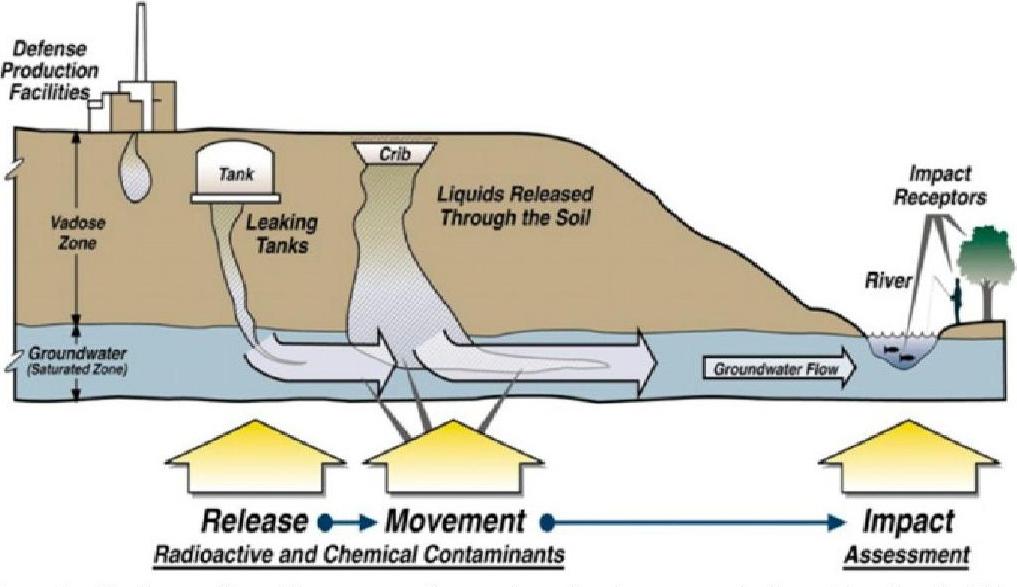 Defense
Production
Facilities
Tank
Crib
Leaking
Tanks
Liquids Released
Through the Soil
Vadose
Zone
Impact
Receptors
River
Groundwater
(Saturated Zone)
Groundwater Flow
Release
Movement
Impact
Radioactive and Chemical Contaminants
Assessment